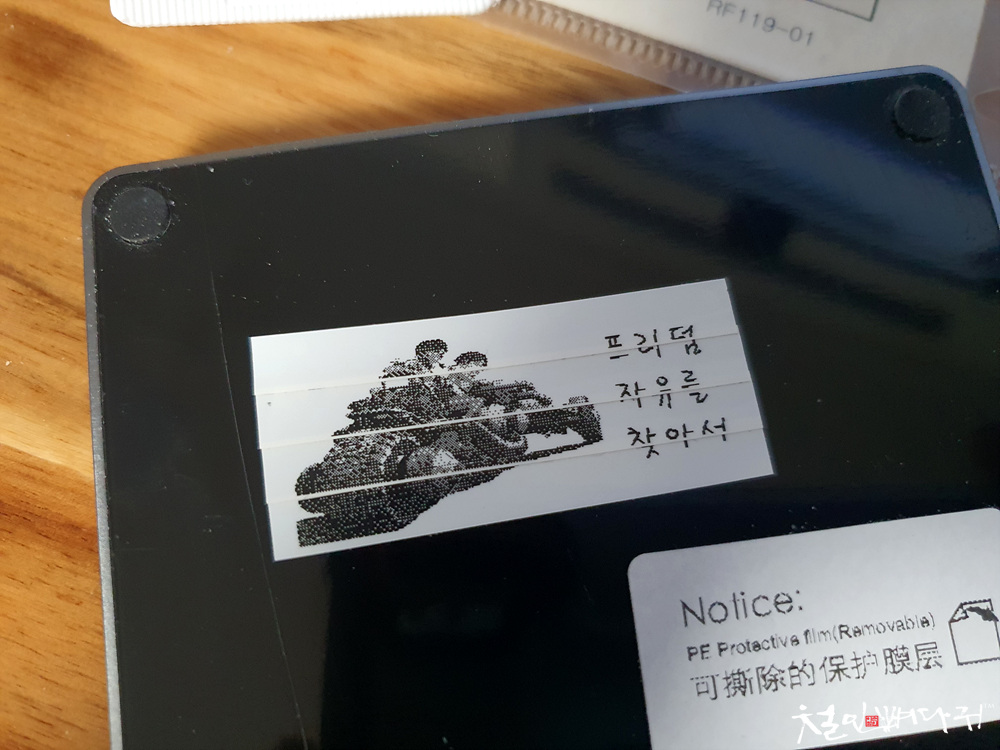 RF119-01
프리덤
자유를
찾아서
Notice:
PE Protective film(Removable)
可撕除的保护膜层